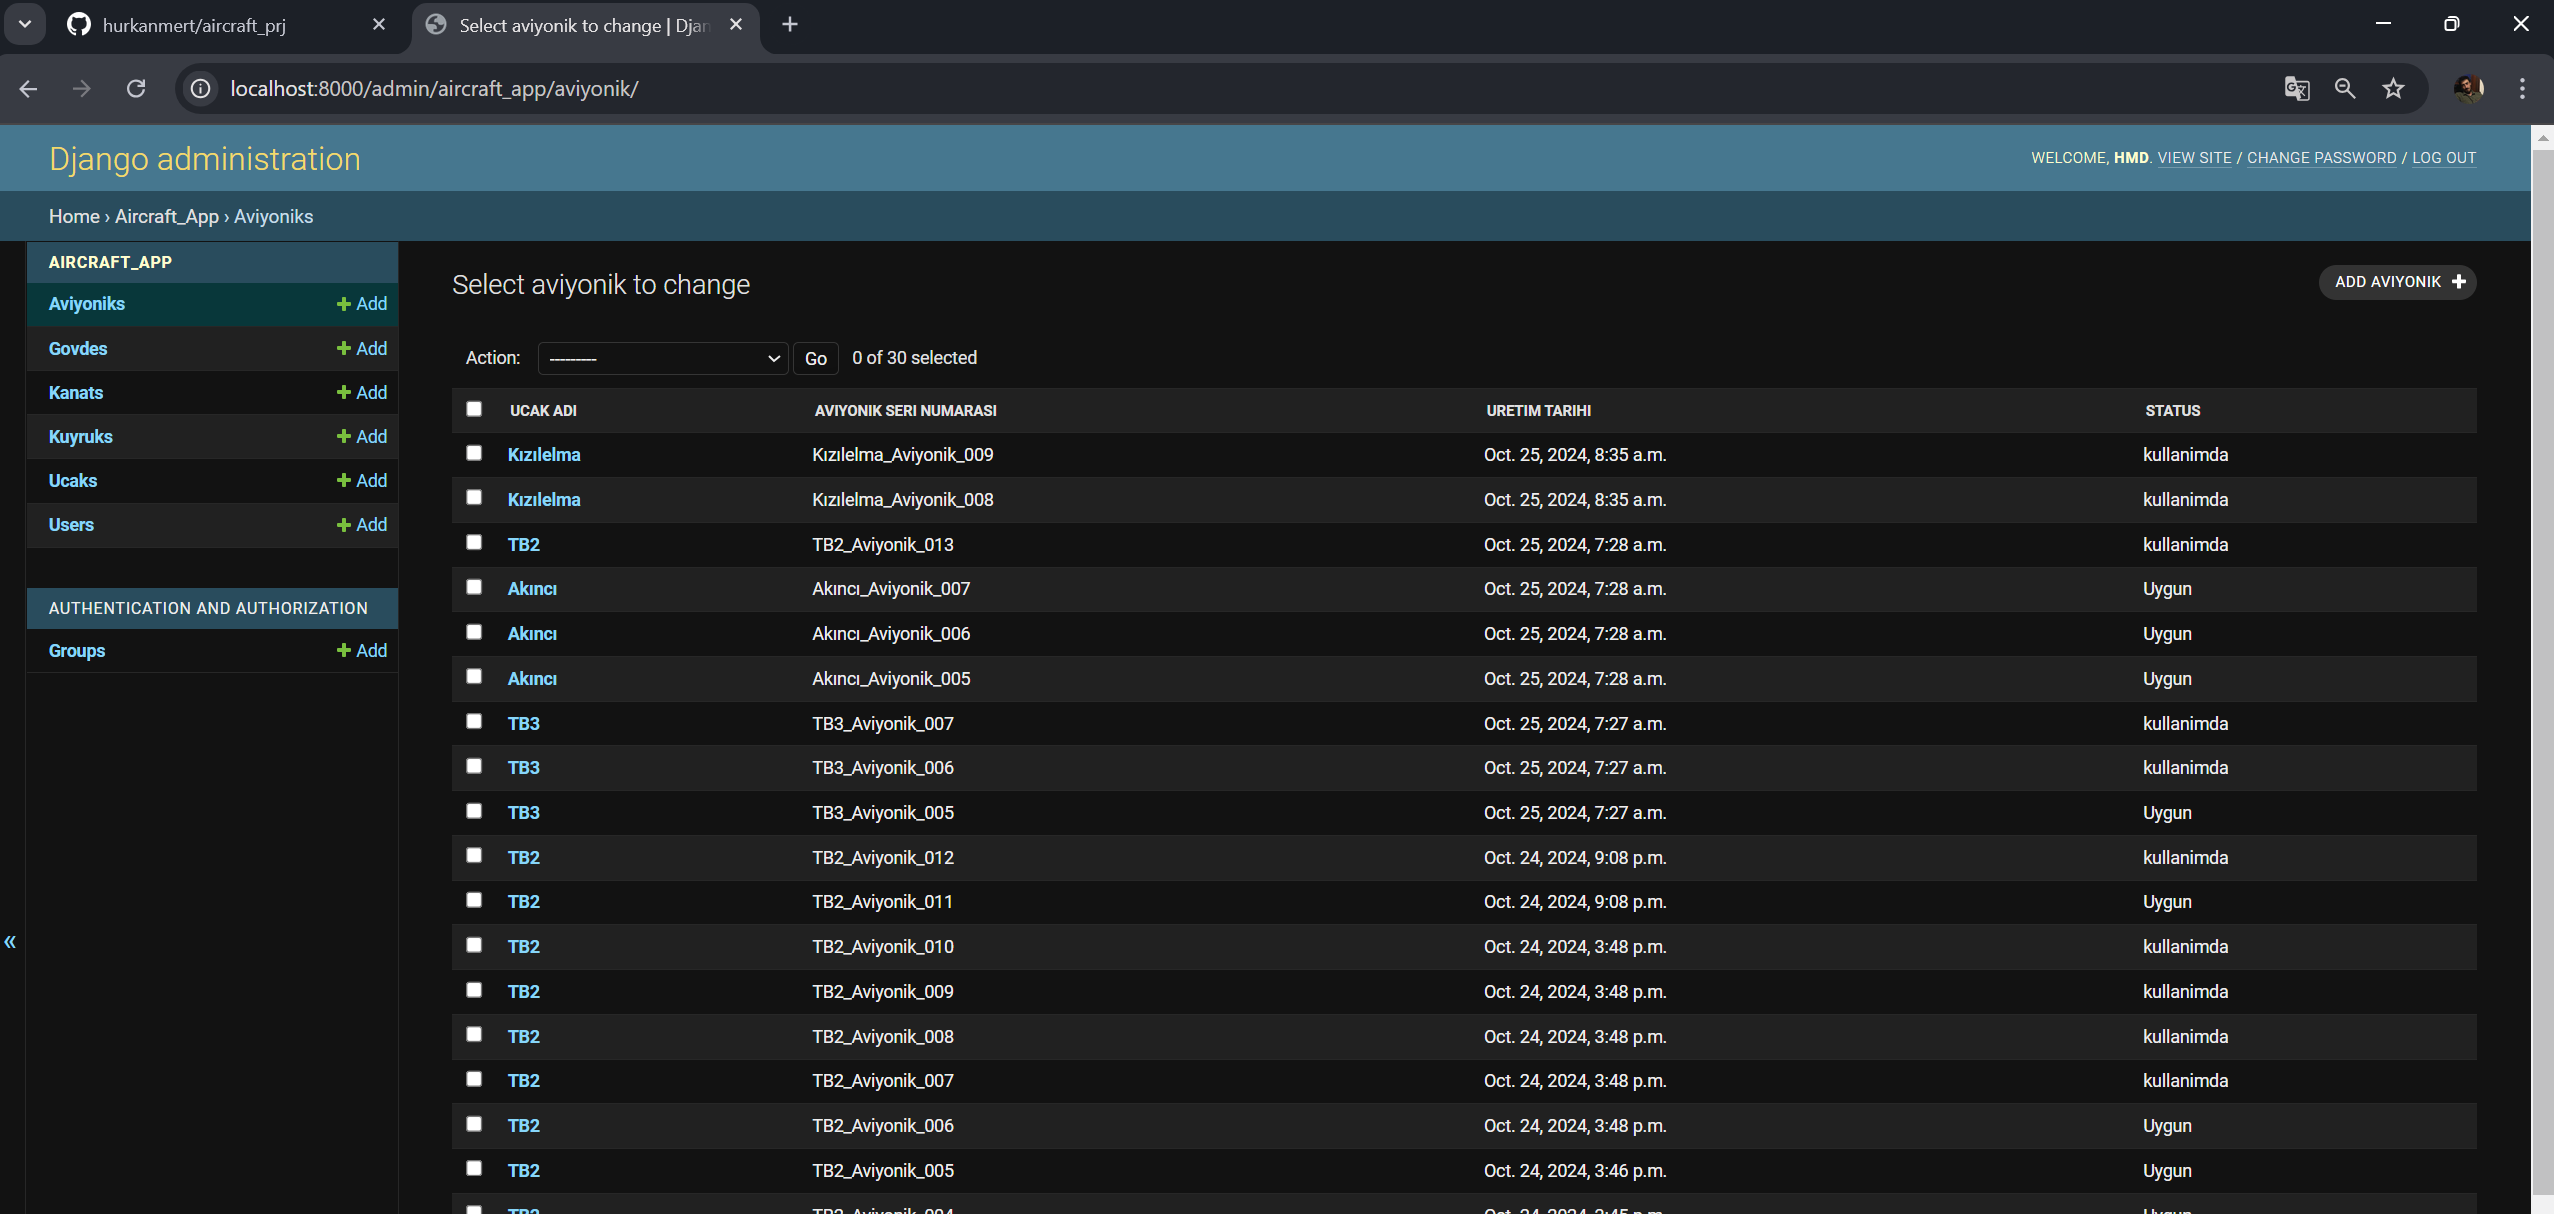 hurkanmert/aircraft_prj
Select aviyonik to change | Djan
localhost:8000/admin/aircraft_app/aviyonik/
Django administration
WELCOME, HMD. VIEW SITE / CHANGE PASSWORD / LOG OUT
Home › Aircraft_App › Aviyoniks
AIRCRAFT_APP
Aviyoniks + Add
Govdes + Add
Kanats + Add
Kuyruks + Add
Ucaks + Add
Users + Add
AUTHENTICATION AND AUTHORIZATION
Groups + Add
«
Select aviyonik to change
ADD AVIYONIK +
Action: --------- Go 0 of 30 selected
UCAK ADI AVIYONIK SERI NUMARASI URETIM TARIHI STATUS
Kızılelma Kızılelma_Aviyonik_009 Oct. 25, 2024, 8:35 a.m. kullanimda
Kızılelma Kızılelma_Aviyonik_008 Oct. 25, 2024, 8:35 a.m. kullanimda
TB2 TB2_Aviyonik_013 Oct. 25, 2024, 7:28 a.m. kullanimda
Akıncı Akıncı_Aviyonik_007 Oct. 25, 2024, 7:28 a.m. Uygun
Akıncı Akıncı_Aviyonik_006 Oct. 25, 2024, 7:28 a.m. Uygun
Akıncı Akıncı_Aviyonik_005 Oct. 25, 2024, 7:28 a.m. Uygun
TB3 TB3_Aviyonik_007 Oct. 25, 2024, 7:27 a.m. kullanimda
TB3 TB3_Aviyonik_006 Oct. 25, 2024, 7:27 a.m. kullanimda
TB3 TB3_Aviyonik_005 Oct. 25, 2024, 7:27 a.m. Uygun
TB2 TB2_Aviyonik_012 Oct. 24, 2024, 9:08 p.m. kullanimda
TB2 TB2_Aviyonik_011 Oct. 24, 2024, 9:08 p.m. Uygun
TB2 TB2_Aviyonik_010 Oct. 24, 2024, 3:48 p.m. kullanimda
TB2 TB2_Aviyonik_009 Oct. 24, 2024, 3:48 p.m. kullanimda
TB2 TB2_Aviyonik_008 Oct. 24, 2024, 3:48 p.m. kullanimda
TB2 TB2_Aviyonik_007 Oct. 24, 2024, 3:48 p.m. kullanimda
TB2 TB2_Aviyonik_006 Oct. 24, 2024, 3:48 p.m. Uygun
TB2 TB2_Aviyonik_005 Oct. 24, 2024, 3:46 p.m. Uygun